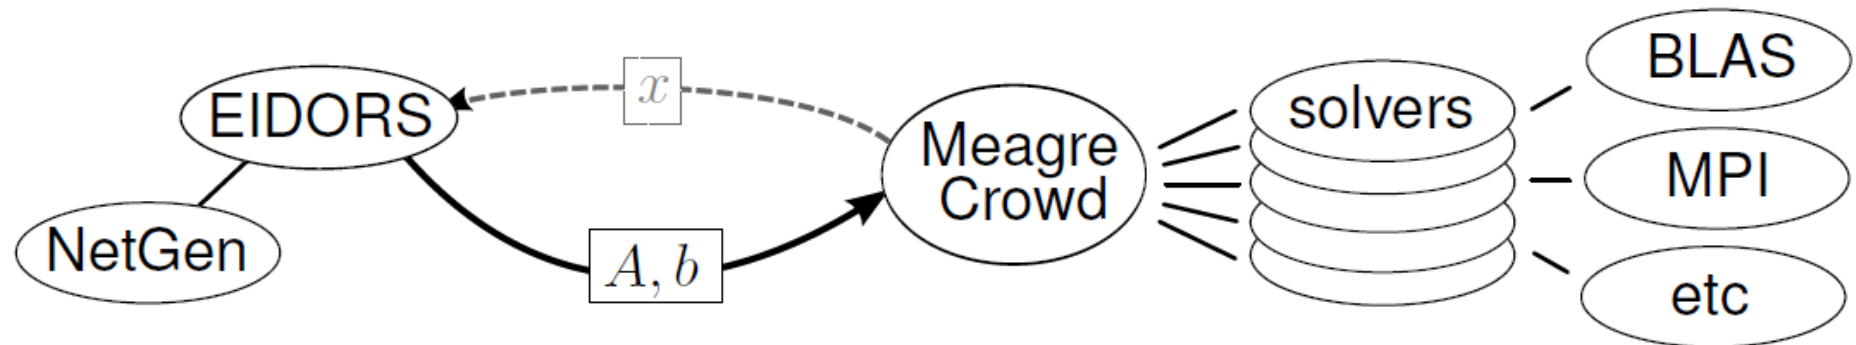 EIDORS
NetGen
x
A, b
Meagre
Crowd
solvers
BLAS
MPI
etc